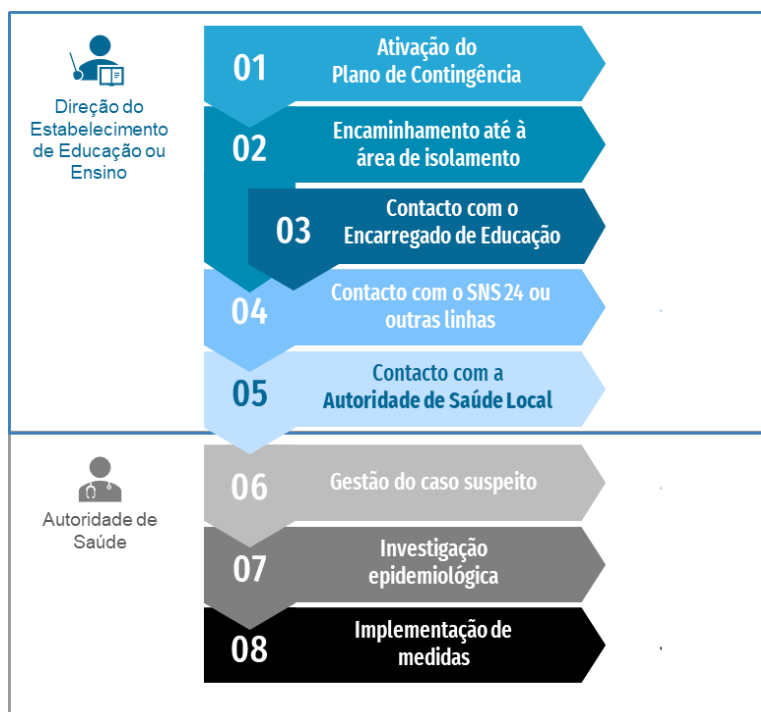 Direção do
Estabelecimento
de Educação ou
Ensino
01
Ativação do
Plano de Contingência
02
Encaminhamento até à
área de isolamento
03
Contacto com o
Encarregado de Educação
04
Contacto com o SNS 24 ou
outras linhas
05
Contacto com a
Autoridade de Saúde Local
Autoridade de
Saúde
06
Gestão do caso suspeito
07
Investigação
epidemiológica
08
Implementação de
medidas